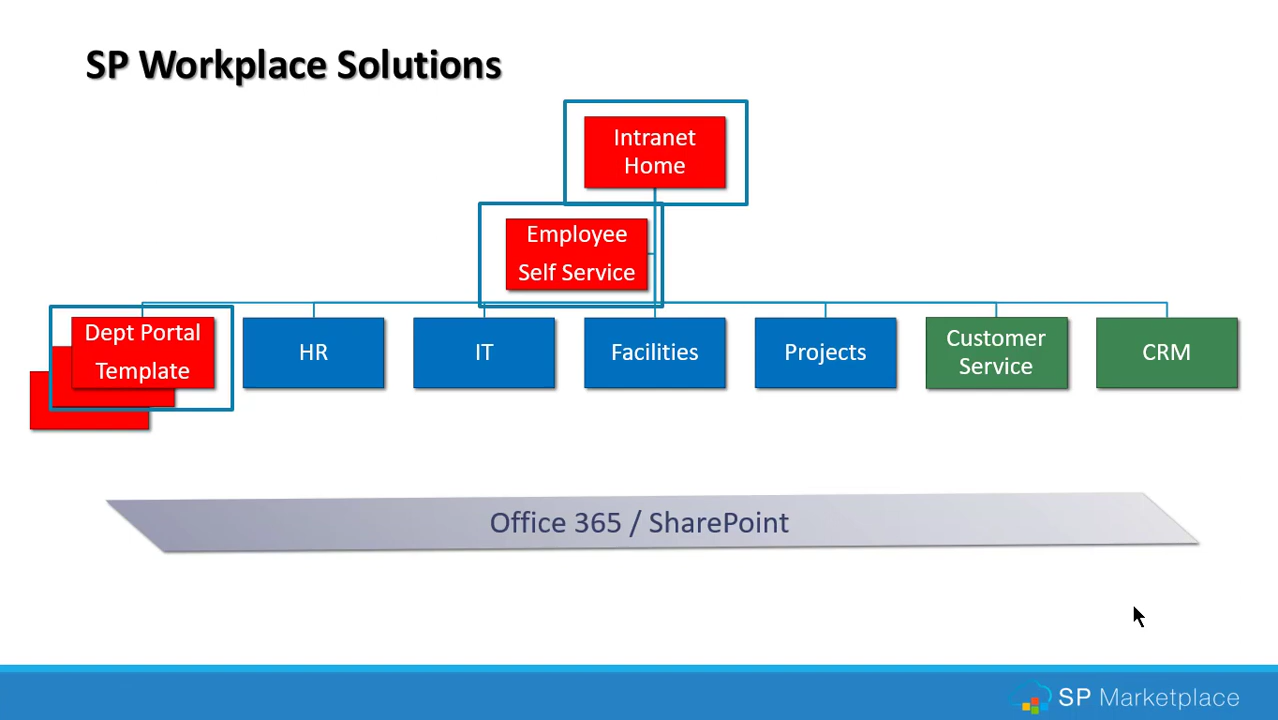 SP Workplace Solutions
Intranet
Home
Employee
Self Service
Dept Portal
Template
HR
IT
Facilities
Projects
Customer
Service
CRM
Office 365 / SharePoint
SP Marketplace